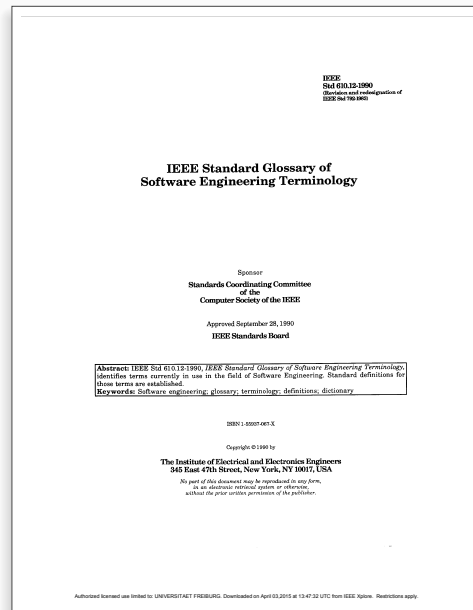 IEEE
Std 610.12-1990
(Revision and redesignation of
IEEE Std 792-1983)
IEEE Standard Glossary of
Software Engineering Terminology
Sponsor
Standards Coordinating Committee
of the
Computer Society of the IEEE
Approved September 28, 1990
IEEE Standards Board
Abstract: IEEE Std 610.12-1990, IEEE Standard Glossary of Software Engineering Terminology,
identifies terms currently in use in the field of Software Engineering. Standard definitions for
those terms are established.
Keywords: Software engineering; glossary; terminology; definitions; dictionary
ISBN 1-55937-067-X
Copyright © 1990 by
The Institute of Electrical and Electronics Engineers
345 East 47th Street, New York, NY 10017, USA
No part of this document may be reproduced in any form,
in an electronic retrieval system or otherwise,
without the prior written permission of the publisher.
Authorized licensed use limited to: UNIVERSITAET FREIBURG. Downloaded on April 03,2015 at 13:47:32 UTC from IEEE Xplore. Restrictions apply.